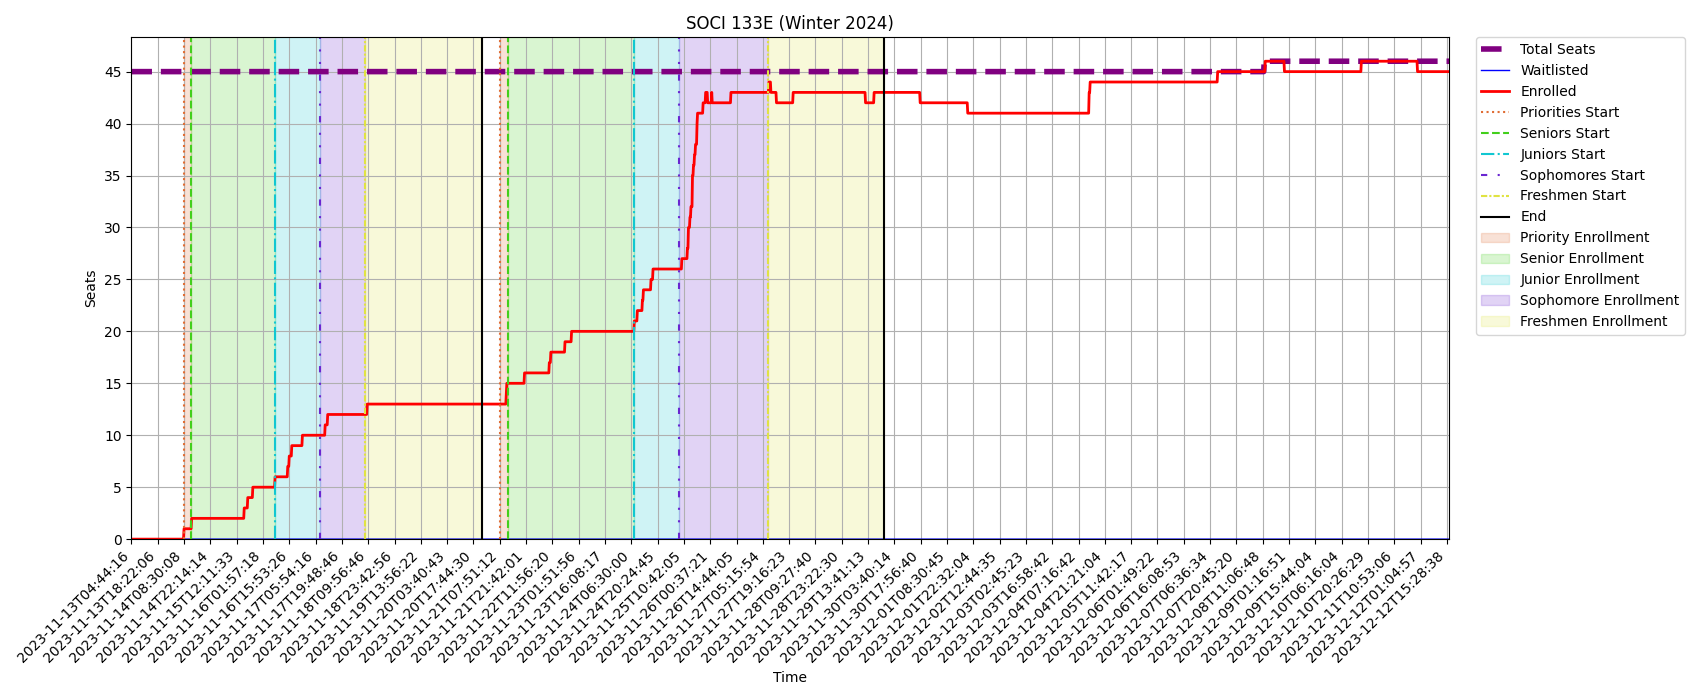 SOCI 133E (Winter 2024)
Seats
45
40
35
30
25
20
15
10
5
0
2023-11-13T04:44:16
2023-11-13T18:22:06
2023-11-14T08:30:08
2023-11-14T22:14:14
2023-11-15T12:11:33
2023-11-16T01:57:18
2023-11-16T15:53:26
2023-11-17T05:54:16
2023-11-17T19:48:46
2023-11-18T09:56:46
2023-11-18T23:42:56
2023-11-19T13:56:22
2023-11-20T03:40:43
2023-11-20T17:44:30
2023-11-21T07:51:12
2023-11-21T21:42:01
2023-11-22T11:56:20
2023-11-23T01:51:56
2023-11-23T16:08:17
2023-11-24T06:30:00
2023-11-24T20:24:45
2023-11-25T10:42:05
2023-11-26T00:37:21
2023-11-26T14:44:05
2023-11-27T05:15:54
2023-11-27T19:16:23
2023-11-28T09:27:40
2023-11-28T23:22:30
2023-11-29T13:41:13
2023-11-30T03:40:14
2023-11-30T17:56:40
2023-12-01T08:30:45
2023-12-01T22:32:04
2023-12-02T12:44:35
2023-12-03T02:45:23
2023-12-03T16:58:42
2023-12-04T07:16:42
2023-12-04T21:21:04
2023-12-05T11:42:17
2023-12-06T01:49:22
2023-12-06T16:08:53
2023-12-07T06:36:34
2023-12-07T20:45:20
2023-12-08T11:06:48
2023-12-09T01:16:51
2023-12-09T15:44:04
2023-12-10T06:16:04
2023-12-10T20:26:29
2023-12-11T10:53:06
2023-12-12T01:04:57
2023-12-12T15:28:38
Time
Total Seats
Waitlisted
Enrolled
Priorities Start
Seniors Start
Juniors Start
Sophomores Start
Freshmen Start
End
Priority Enrollment
Senior Enrollment
Junior Enrollment
Sophomore Enrollment
Freshmen Enrollment